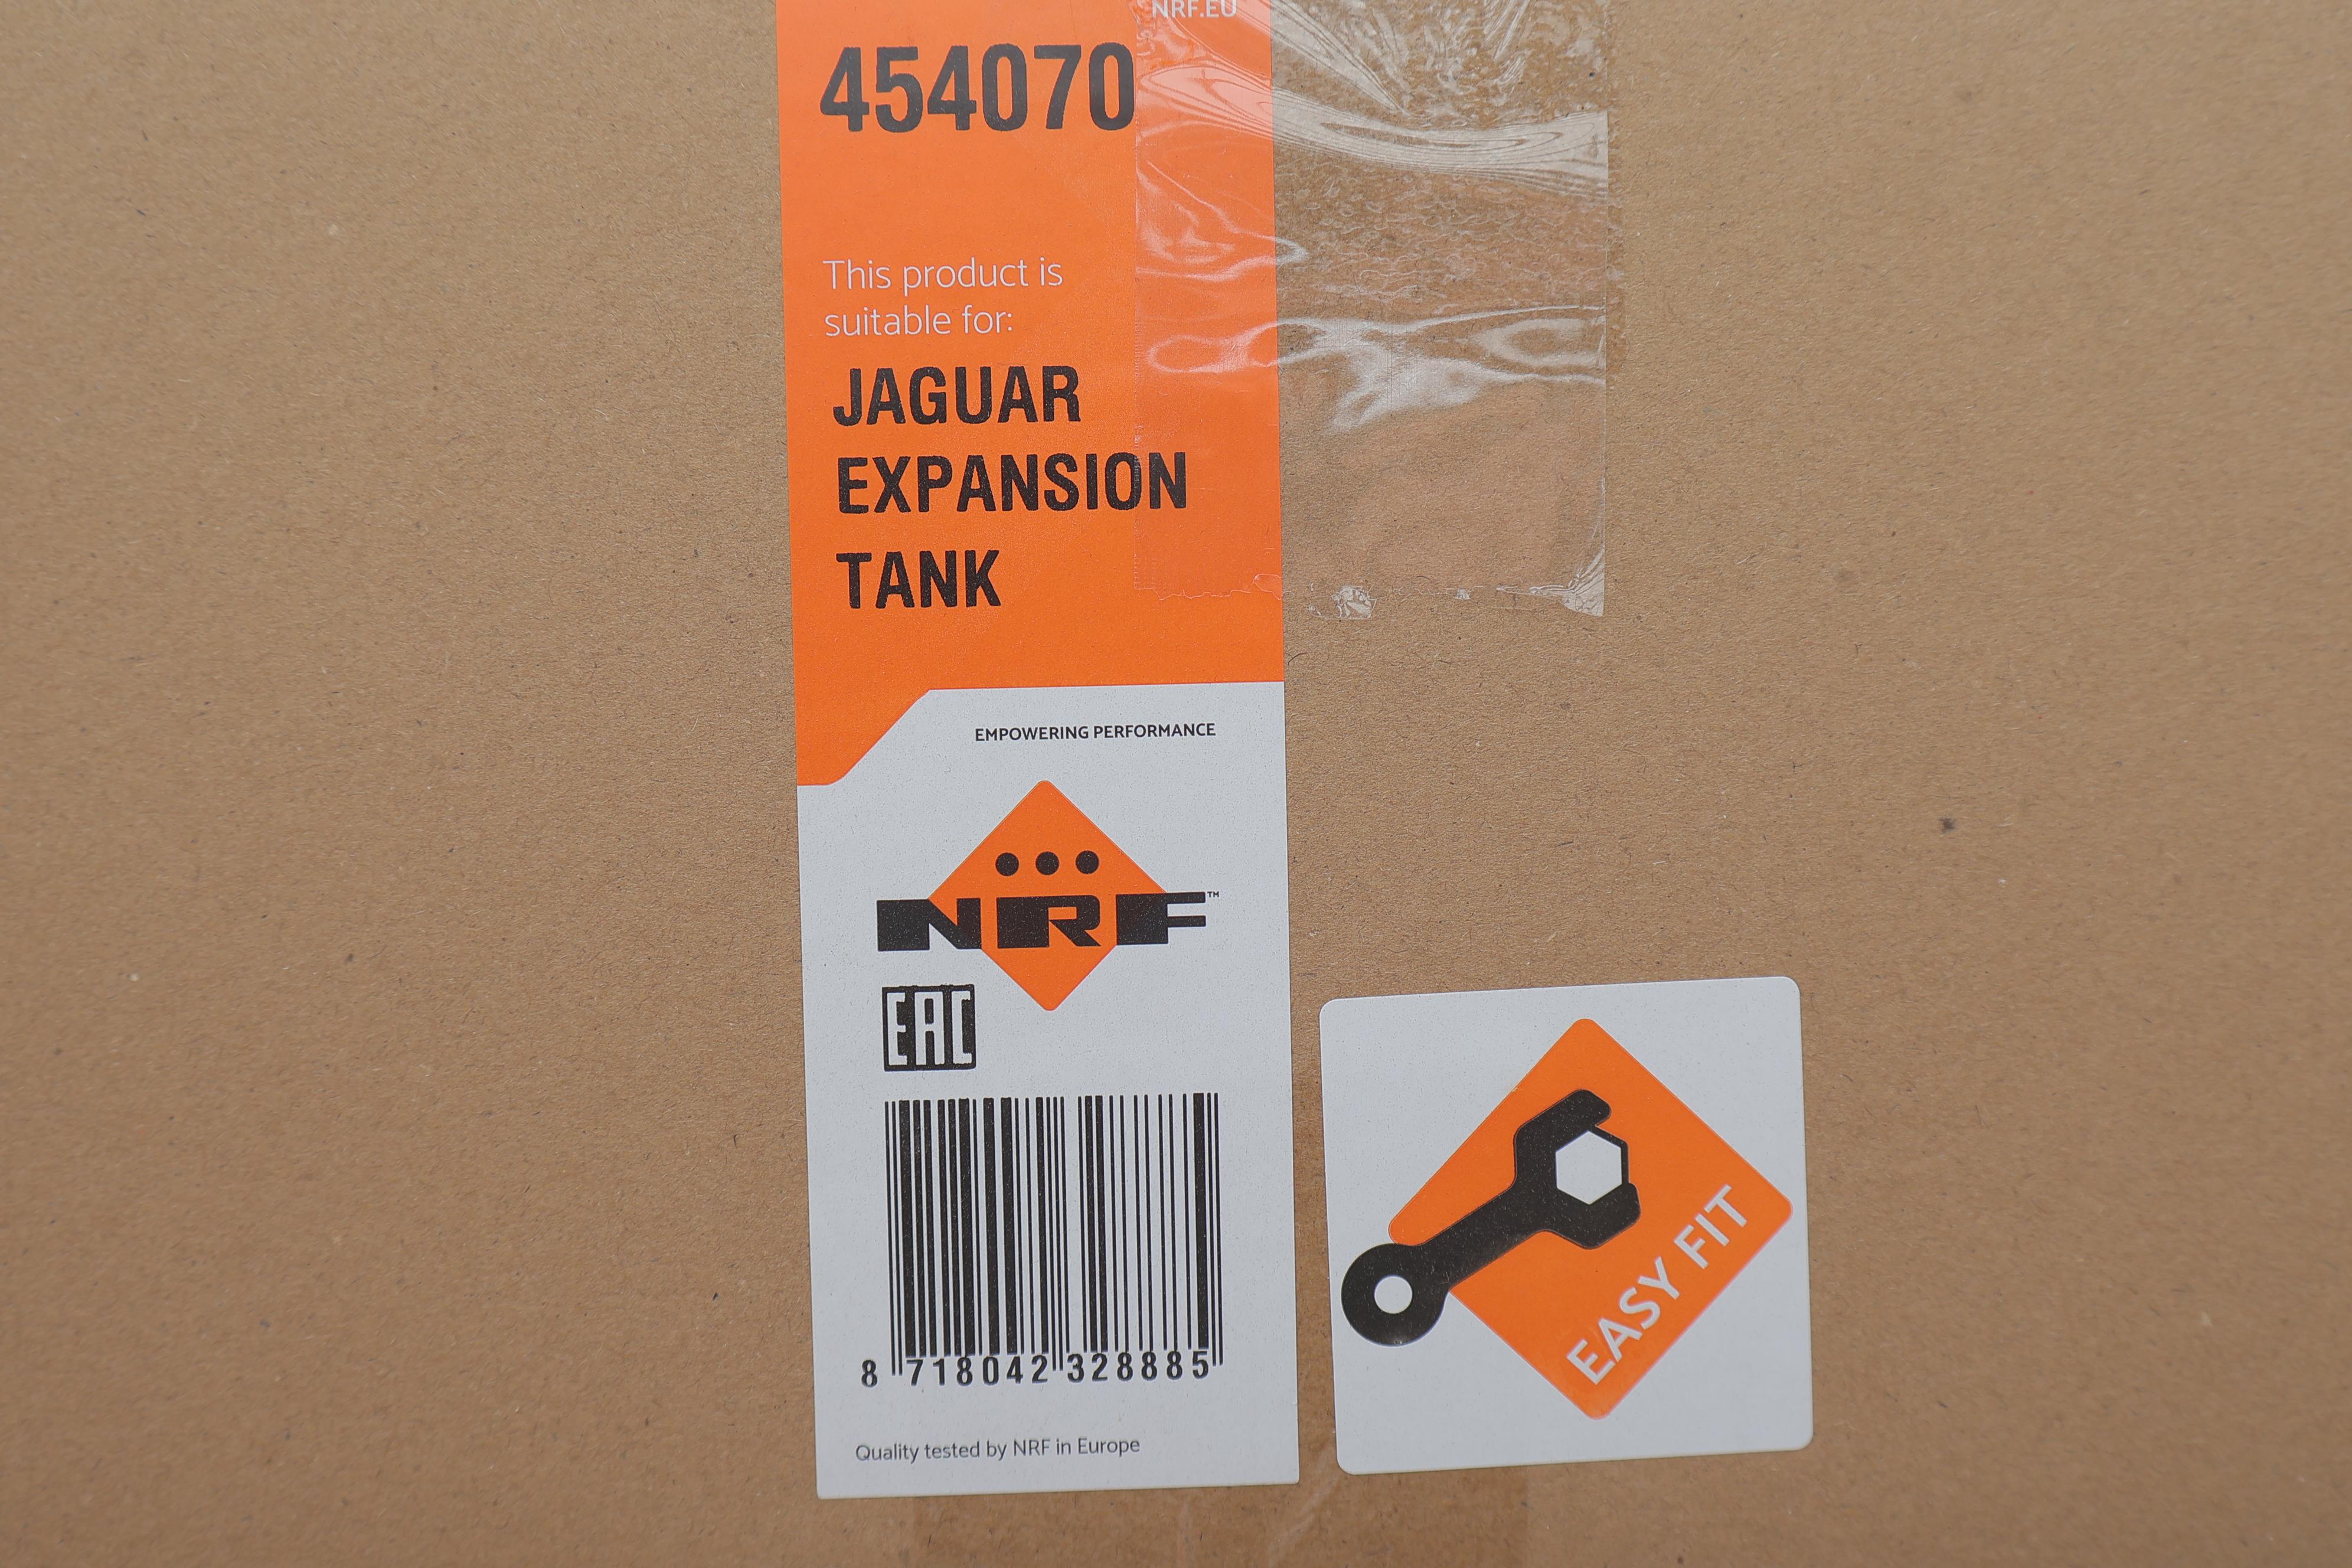 NRF.EU
454070
This product is
suitable for:
JAGUAR
EXPANSION
TANK
EMPOWERING PERFORMANCE
NRF™
EAC
8 718042 328885
Quality tested by NRF in Europe
EASY FIT